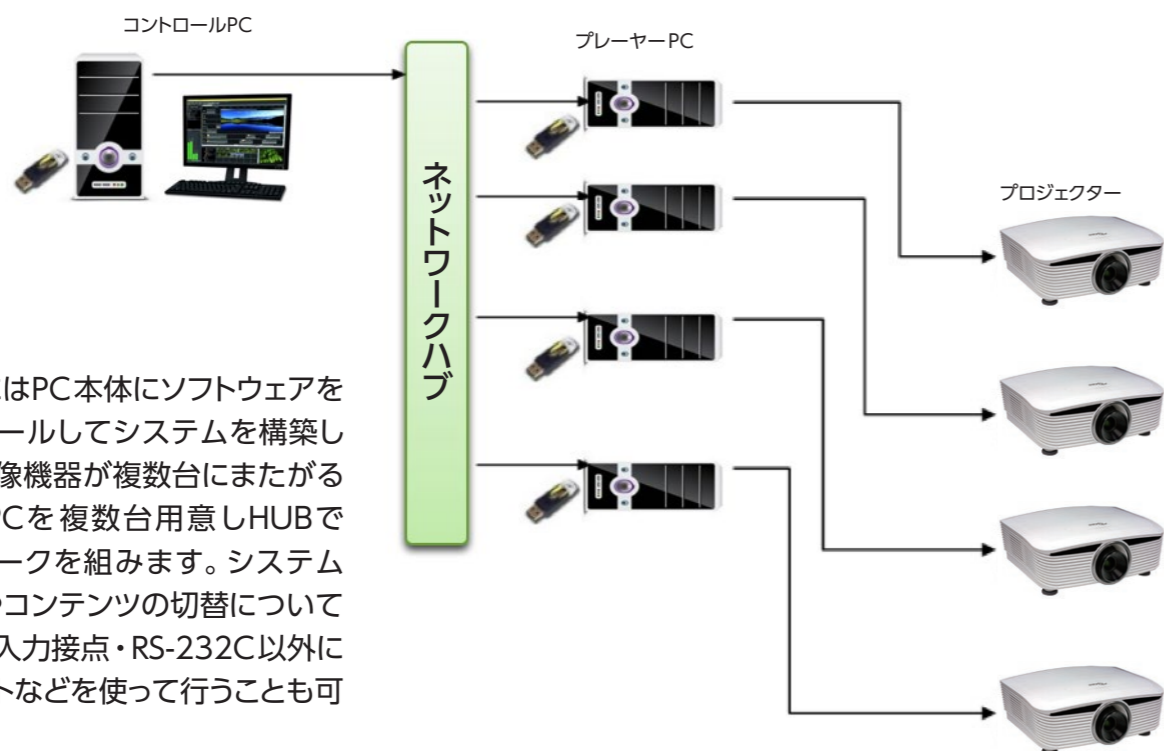 コントロールPC
プレーヤーPC
ネットワークハブ
プロジェクター
はPC本体にソフトウェアを
ールしてシステムを構築し
像機器が複数台にまたがる
PCを複数台用意しHUBで
ークを組みます。システム
コンテンツの切替について
入力接点・RS-232C以外に
トなどを使って行うことも可